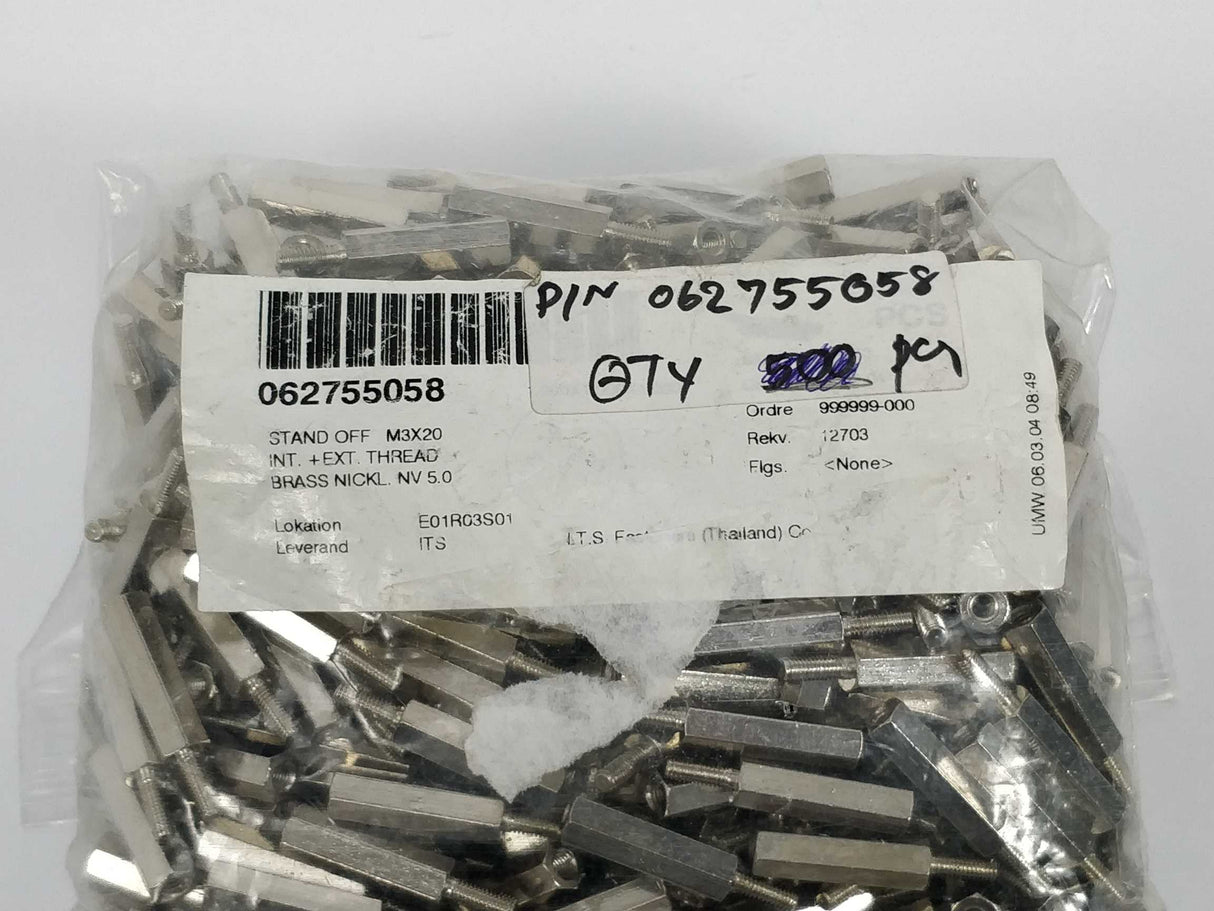 P/N 062755058
PCS
QTY 500 pcs
062755058
STAND OFF M3X20
INT. +EXT. THREAD
BRASS NICKL. NV 5.0
Ordre 999999-000
Rekv. 12703
Flgs. <None>
Lokation E01R03S01
Leverand ITS
I.T.S. (Thailand) Co
UMW 06.03.04 08:49